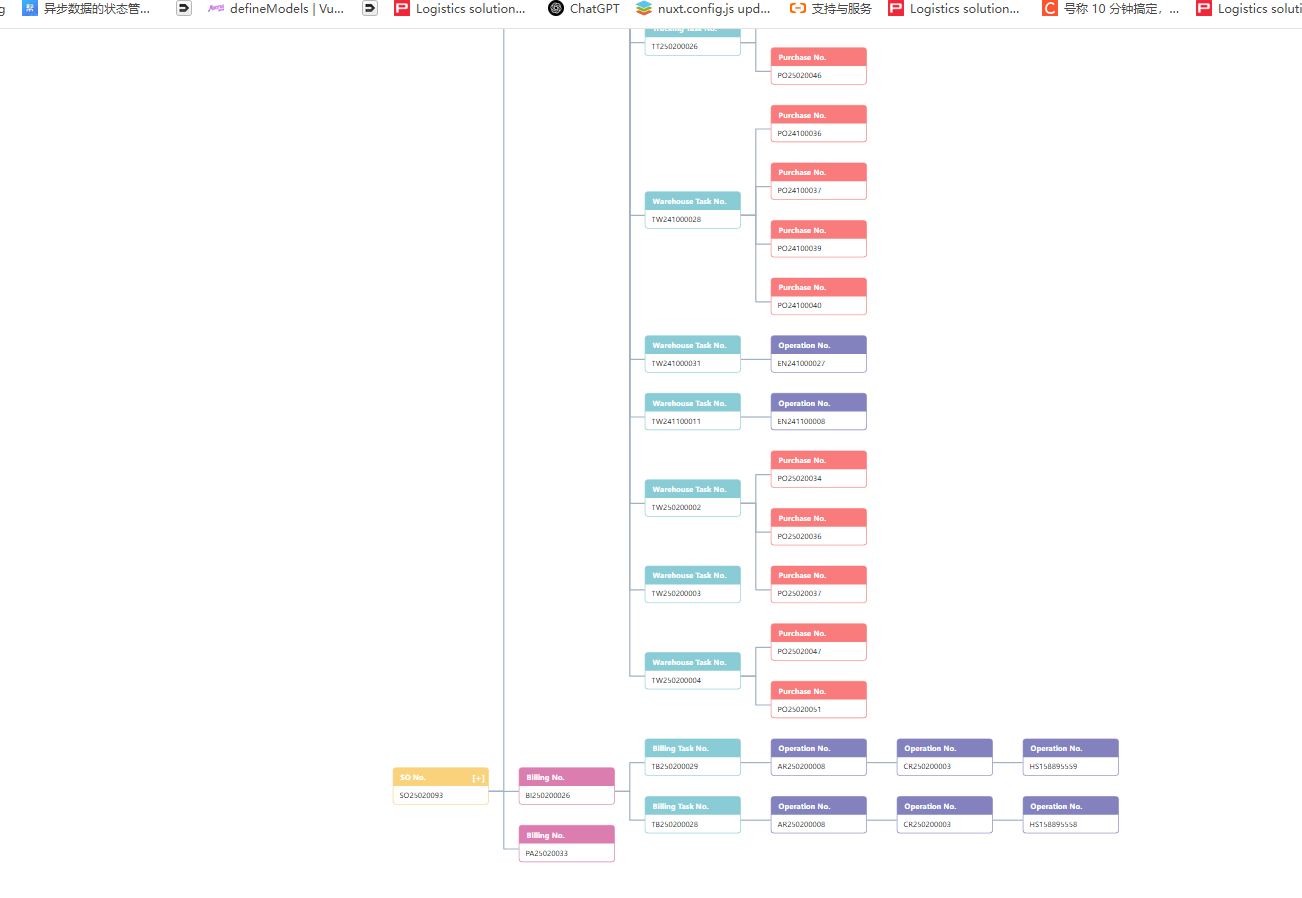 g
异步数据的状态管...
defineModels | Vu...
Logistics solution...
ChatGPT
nuxt.config.js upd...
支持与服务
Logistics solution...
号称 10 分钟搞定，...
Logistics soluti
Trucking Task No.
TT250200026
Purchase No.
PO25020046
Purchase No.
PO24100036
Purchase No.
PO24100037
Warehouse Task No.
TW241000028
Purchase No.
PO24100039
Purchase No.
PO24100040
Warehouse Task No.
TW241000031
Operation No.
EN241000027
Warehouse Task No.
TW241100011
Operation No.
EN241100008
Purchase No.
PO25020034
Warehouse Task No.
TW250200002
Purchase No.
PO25020036
Warehouse Task No.
TW250200003
Purchase No.
PO25020037
Purchase No.
PO25020047
Warehouse Task No.
TW250200004
Purchase No.
PO25020051
Billing Task No.
TB250200029
Operation No.
AR250200008
Operation No.
CR250200003
Operation No.
HS158895559
SO No. [+]
SO25020093
Billing No.
BI250200026
Billing Task No.
TB250200028
Operation No.
AR250200008
Operation No.
CR250200003
Operation No.
HS158895558
Billing No.
PA25020033